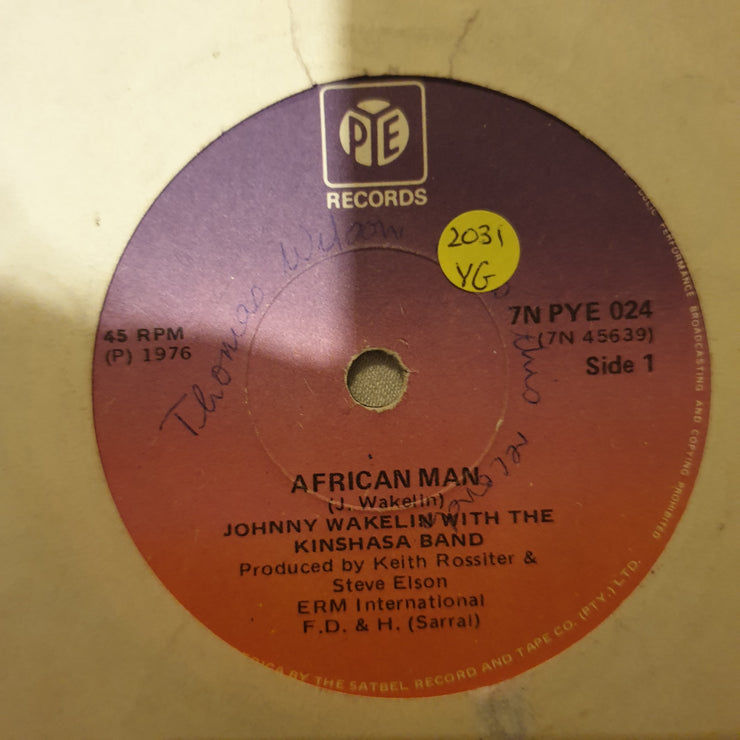 PYE
RECORDS
Thomas Wilson
2031
YG
45 RPM
(P) 1976
7N PYE 024
(7N 45639)
Side 1
this
record
AFRICAN MAN
(J. Wakelin)
JOHNNY WAKELIN WITH THE
KINSHASA BAND
Produced by Keith Rossiter &
Steve Elson
ERM International
F.D. & H. (Sarral)
PERFORMANCE BROADCASTING AND COPYING PROHIBITED
BY THE SATBEL RECORD AND TAPE CO. (PTY.) LTD.